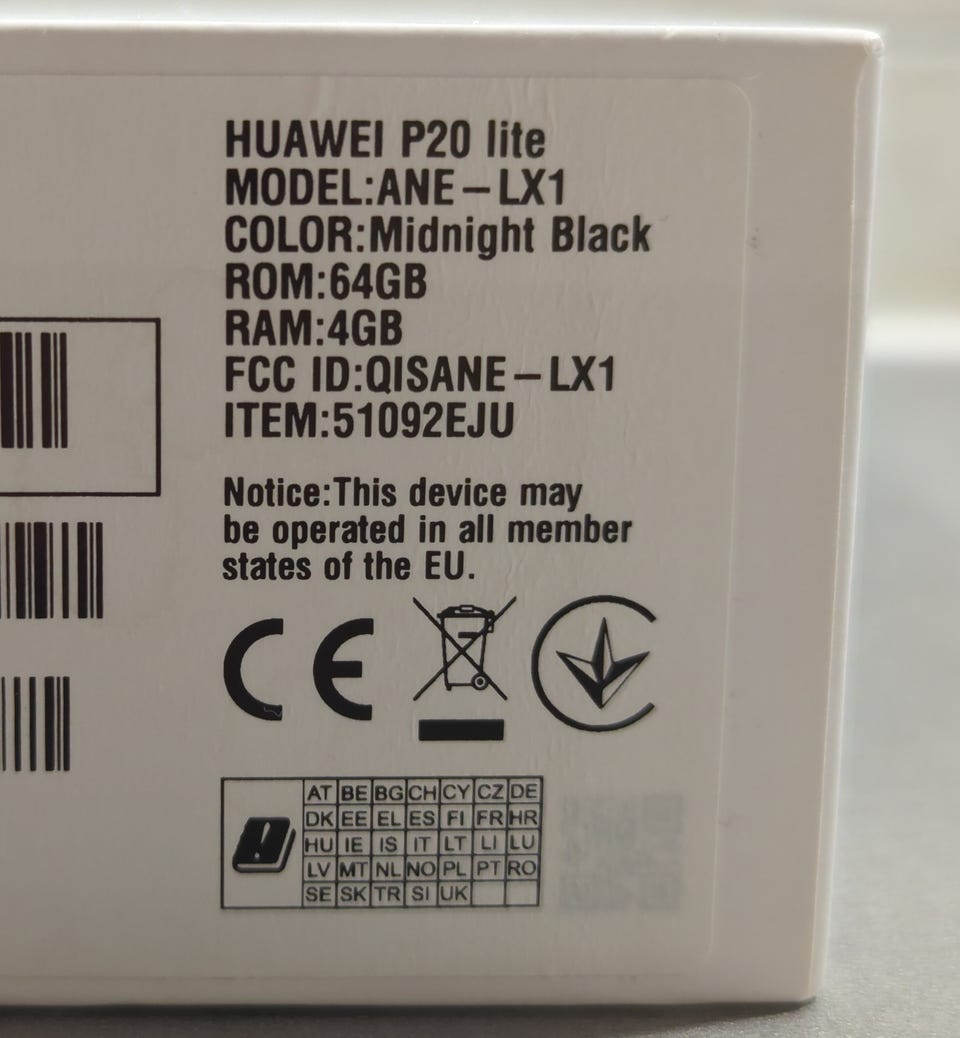 HUAWEI P20 lite
MODEL:ANE-LX1
COLOR:Midnight Black
ROM:64GB
RAM:4GB
FCC ID:QISANE-LX1
ITEM:51092EJU
Notice:This device may
be operated in all member
states of the EU.
CE
AT BE BG CH CY CZ DE
DK EE EL ES FI FR HR
HU IE IS IT LT LI LU
LV MT NL NO PL PT RO
SE SK TR SI UK